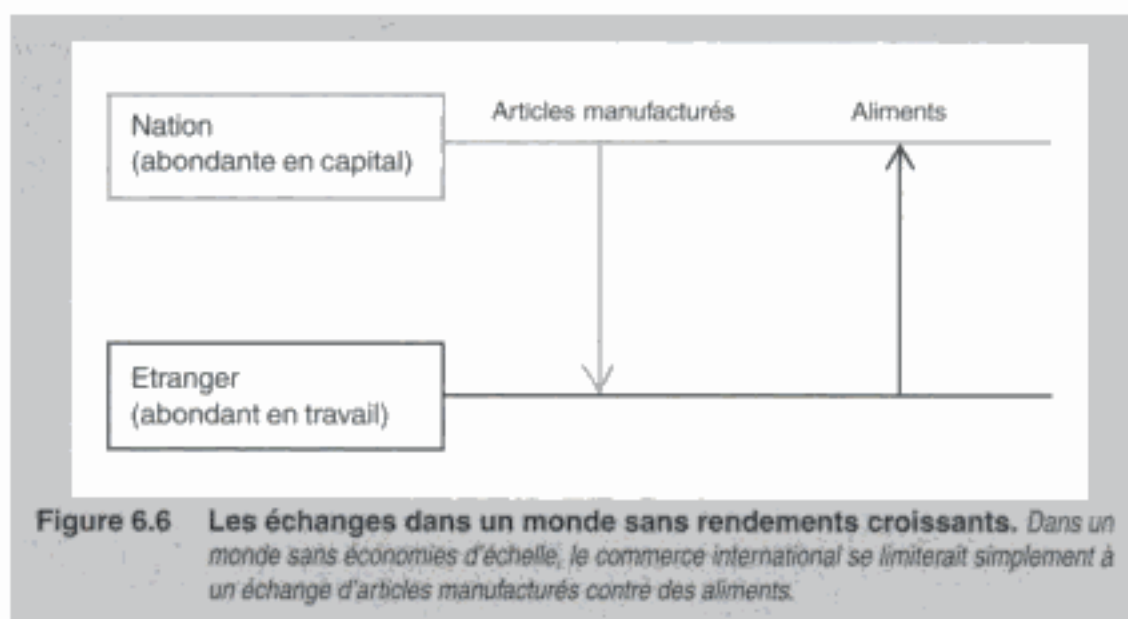 Nation
(abondante en capital)
Articles manufacturés
Aliments
Etranger
(abondant en travail)
Figure 6.6 Les échanges dans un monde sans rendements croissants. Dans un
monde sans économies d'échelle, le commerce international se limiterait simplement à
un échange d'articles manufacturés contre des aliments.